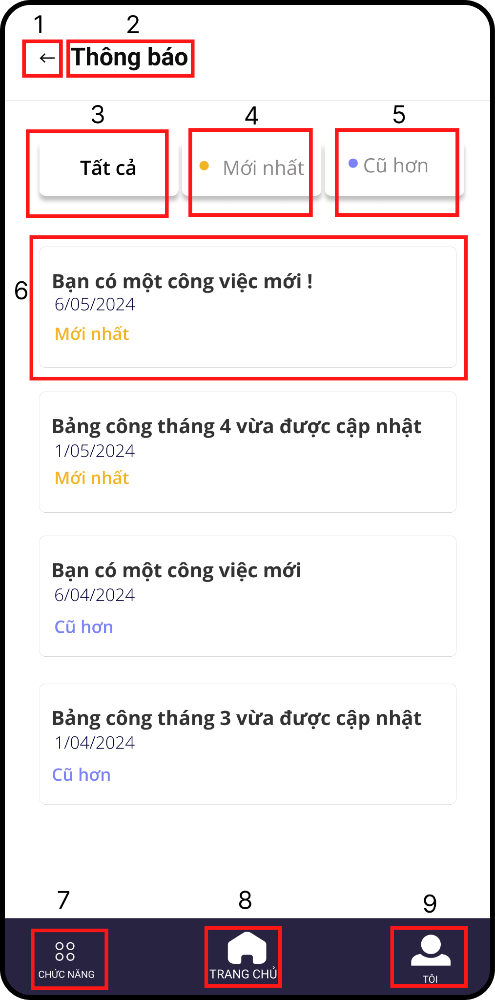 1 2
← Thông báo
3 4 5
Tất cả Mới nhất Cũ hơn
6
Bạn có một công việc mới !
6/05/2024
Mới nhất
Bảng công tháng 4 vừa được cập nhật
1/05/2024
Mới nhất
Bạn có một công việc mới
6/04/2024
Cũ hơn
Bảng công tháng 3 vừa được cập nhật
1/04/2024
Cũ hơn
7 8 9
CHỨC NĂNG TRANG CHỦ TÔI